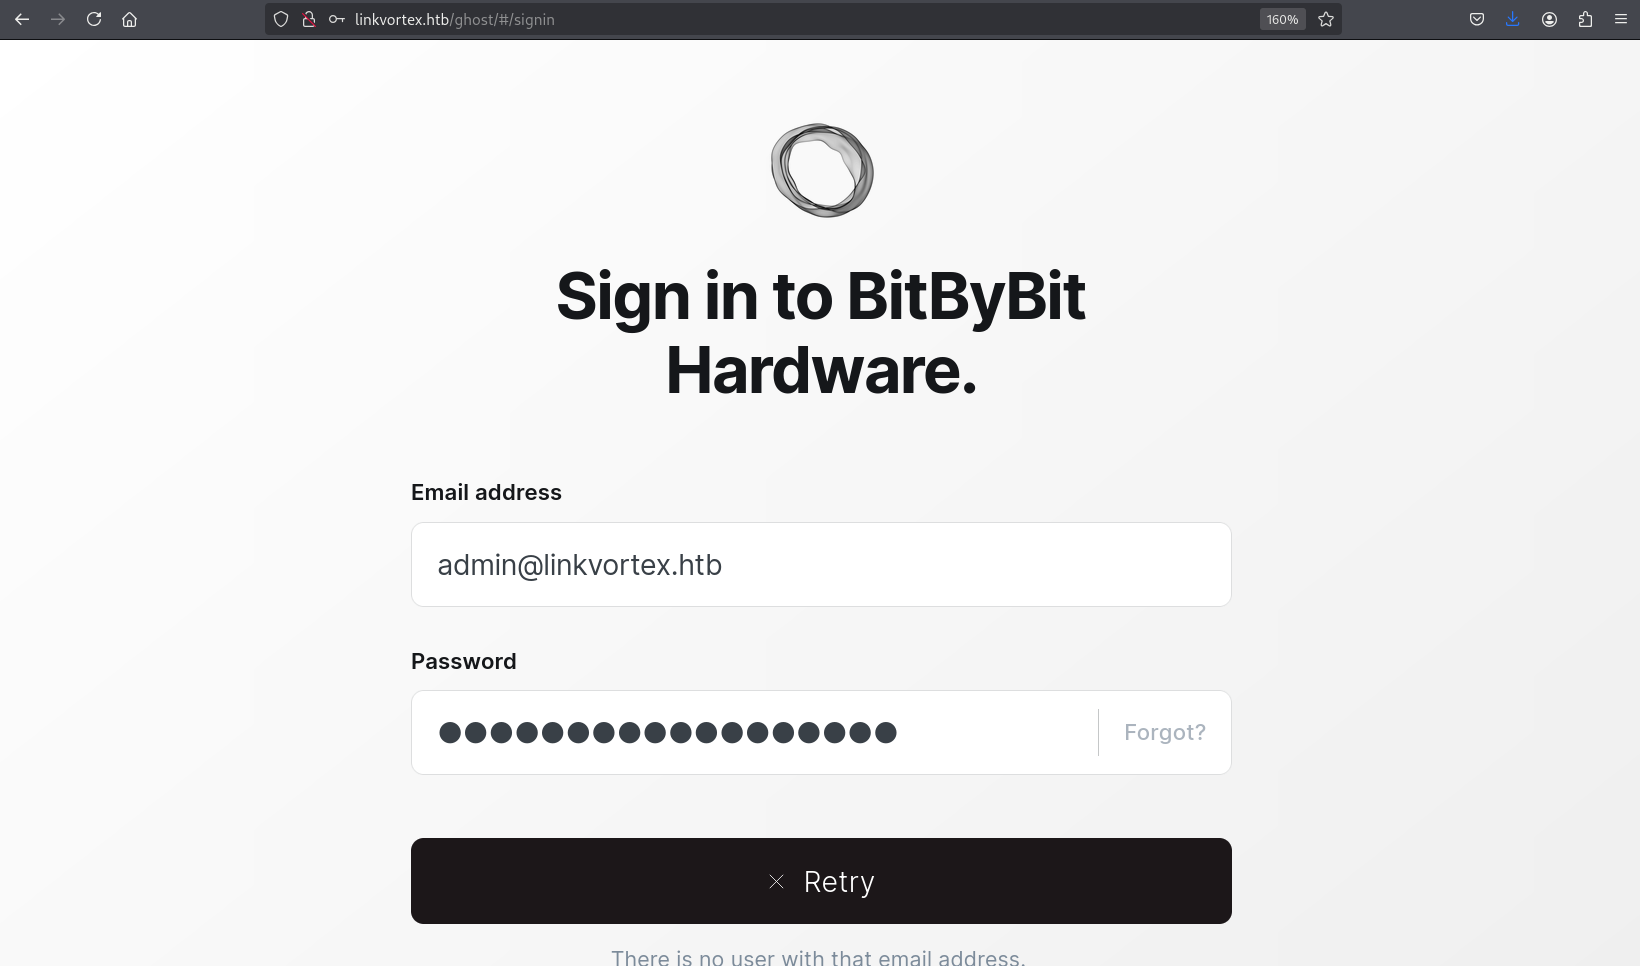 linkvortex.htb/ghost/#/signin
160%
Sign in to BitByBit
Hardware.
Email address
admin@linkvortex.htb
Password
Forgot?
Retry
There is no user with that email address.